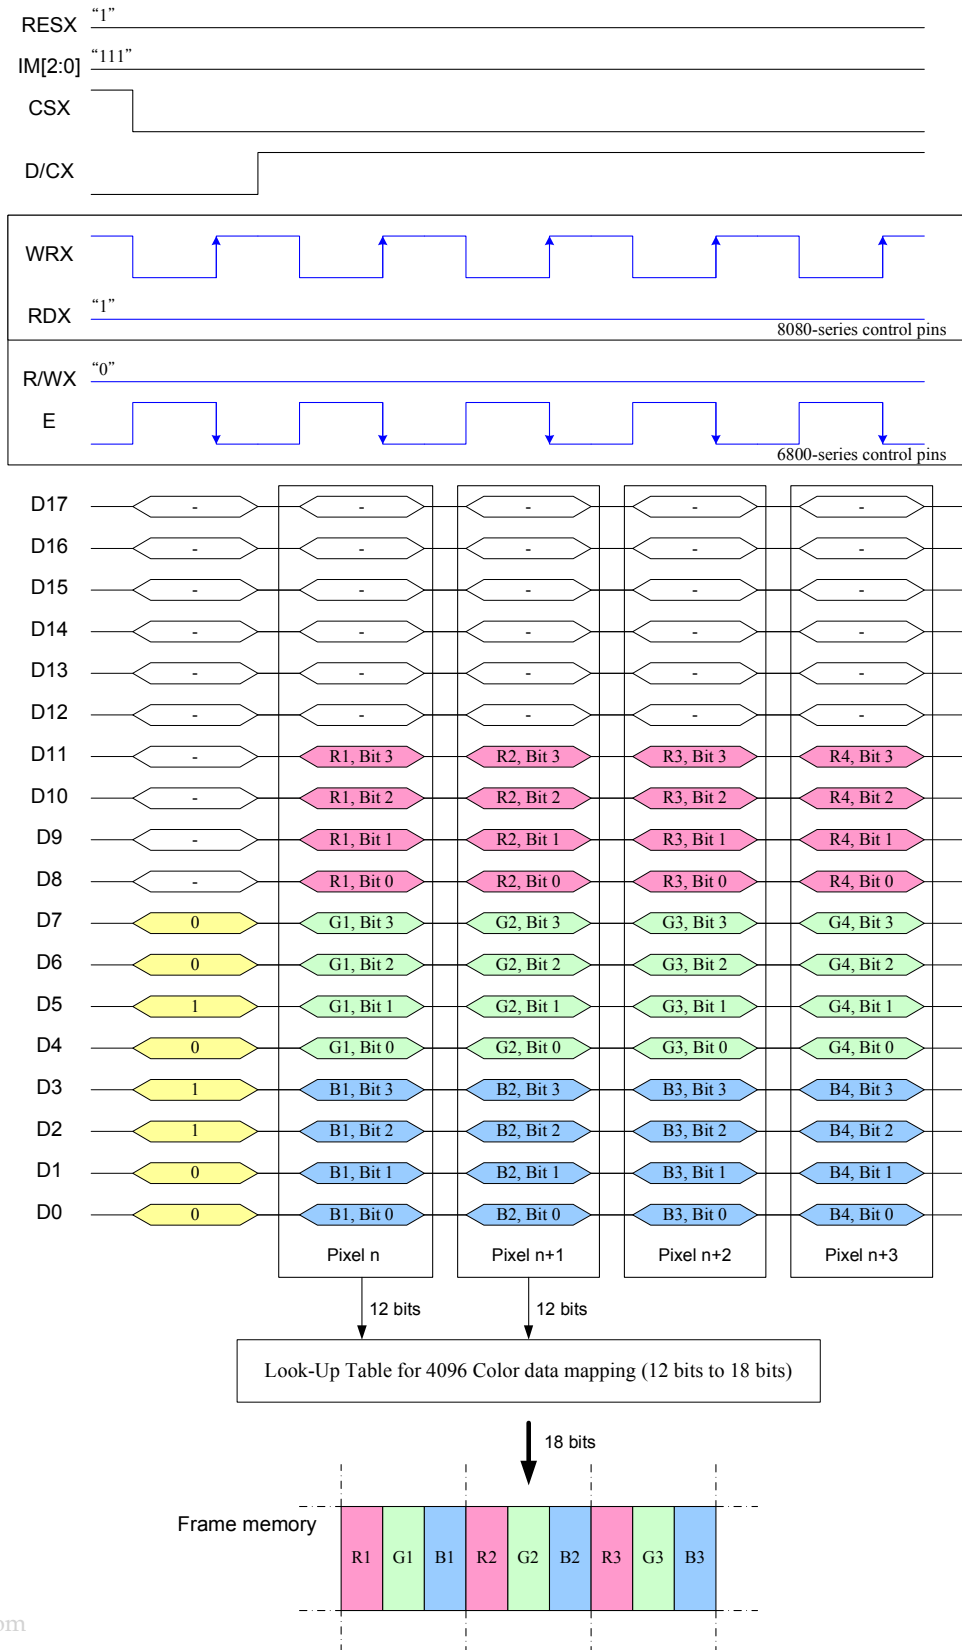 RESX "1"
IM[2:0] "111"
CSX
D/CX
WRX
RDX "1"
8080-series control pins
R/WX "0"
E
6800-series control pins
D17 - - - - -
D16 - - - - -
D15 - - - - -
D14 - - - - -
D13 - - - - -
D12 - - - - -
D11 - R1, Bit 3 R2, Bit 3 R3, Bit 3 R4, Bit 3
D10 - R1, Bit 2 R2, Bit 2 R3, Bit 2 R4, Bit 2
D9 - R1, Bit 1 R2, Bit 1 R3, Bit 1 R4, Bit 1
D8 - R1, Bit 0 R2, Bit 0 R3, Bit 0 R4, Bit 0
D7 0 G1, Bit 3 G2, Bit 3 G3, Bit 3 G4, Bit 3
D6 0 G1, Bit 2 G2, Bit 2 G3, Bit 2 G4, Bit 2
D5 1 G1, Bit 1 G2, Bit 1 G3, Bit 1 G4, Bit 1
D4 0 G1, Bit 0 G2, Bit 0 G3, Bit 0 G4, Bit 0
D3 1 B1, Bit 3 B2, Bit 3 B3, Bit 3 B4, Bit 3
D2 1 B1, Bit 2 B2, Bit 2 B3, Bit 2 B4, Bit 2
D1 0 B1, Bit 1 B2, Bit 1 B3, Bit 1 B4, Bit 1
D0 0 B1, Bit 0 B2, Bit 0 B3, Bit 0 B4, Bit 0
Pixel n Pixel n+1 Pixel n+2 Pixel n+3
12 bits 12 bits
Look-Up Table for 4096 Color data mapping (12 bits to 18 bits)
18 bits
Frame memory
R1 G1 B1 R2 G2 B2 R3 G3 B3
om